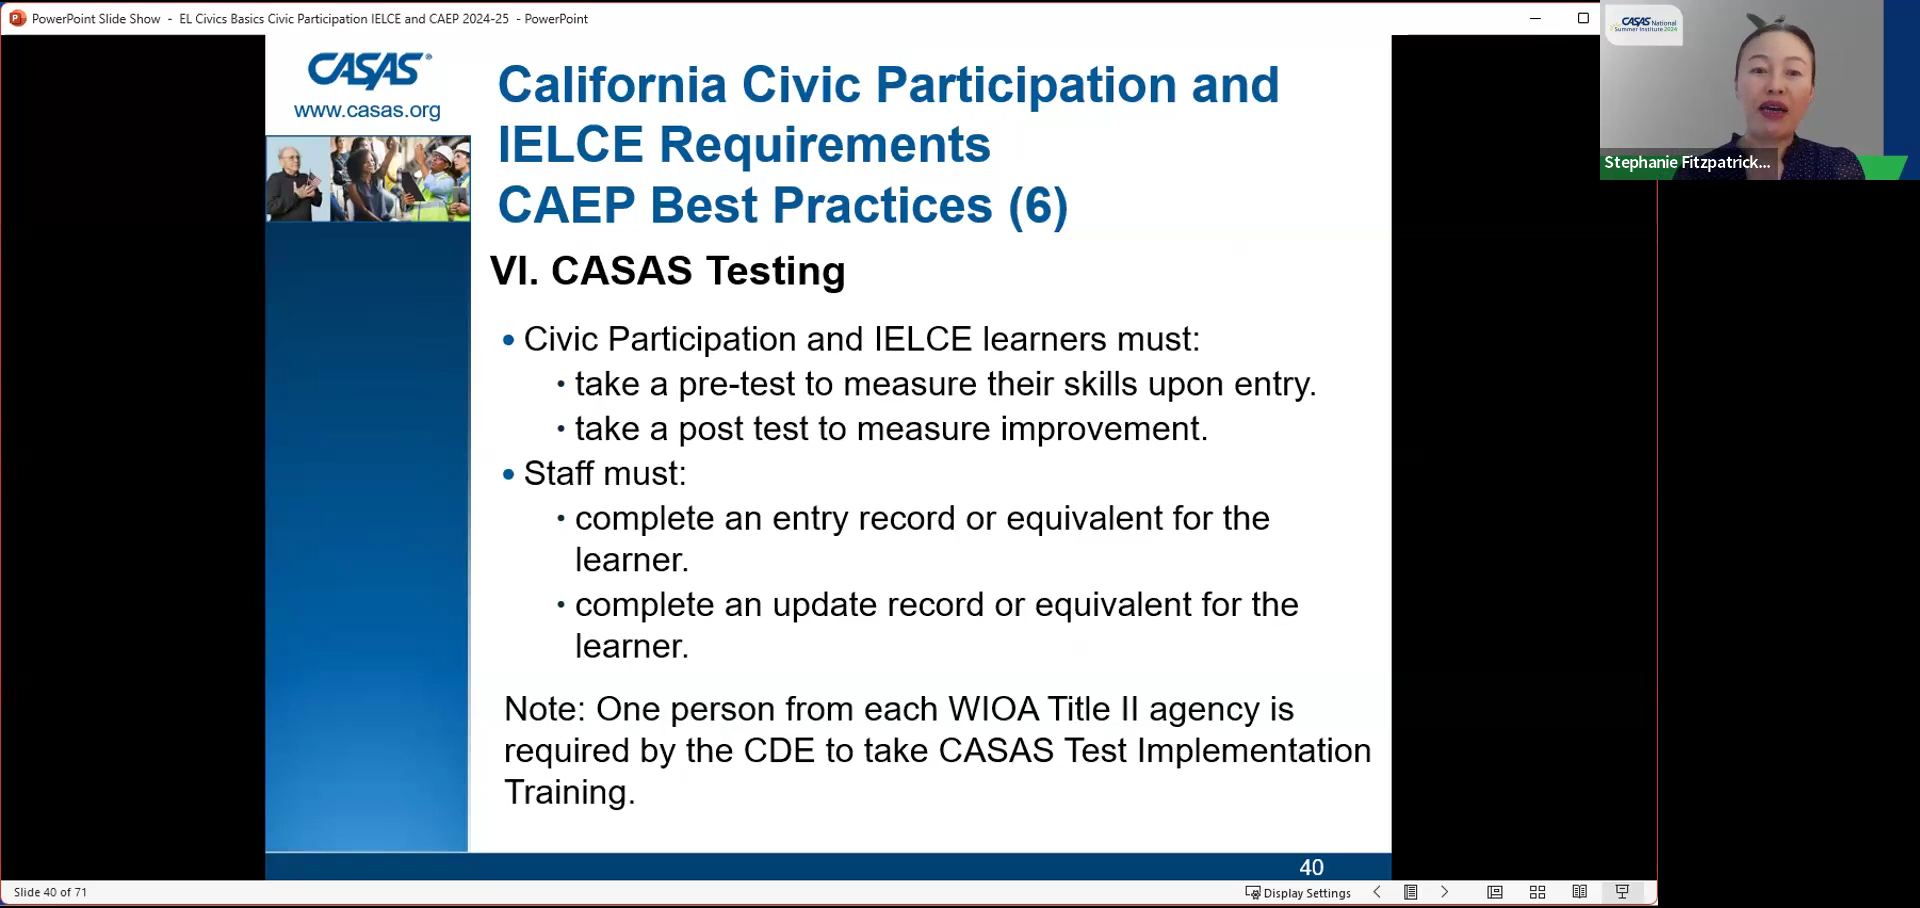 PowerPoint Slide Show - EL Civics Basics Civic Participation IELCE and CAEP 2024-25 - PowerPoint
CASAS National
Summer Institute 2024
Stephanie Fitzpatrick...
CASAS®
www.casas.org
California Civic Participation and
IELCE Requirements
CAEP Best Practices (6)
VI. CASAS Testing
• Civic Participation and IELCE learners must:
• take a pre-test to measure their skills upon entry.
• take a post test to measure improvement.
• Staff must:
• complete an entry record or equivalent for the
learner.
• complete an update record or equivalent for the
learner.
Note: One person from each WIOA Title II agency is
required by the CDE to take CASAS Test Implementation
Training.
40
Slide 40 of 71
Display Settings